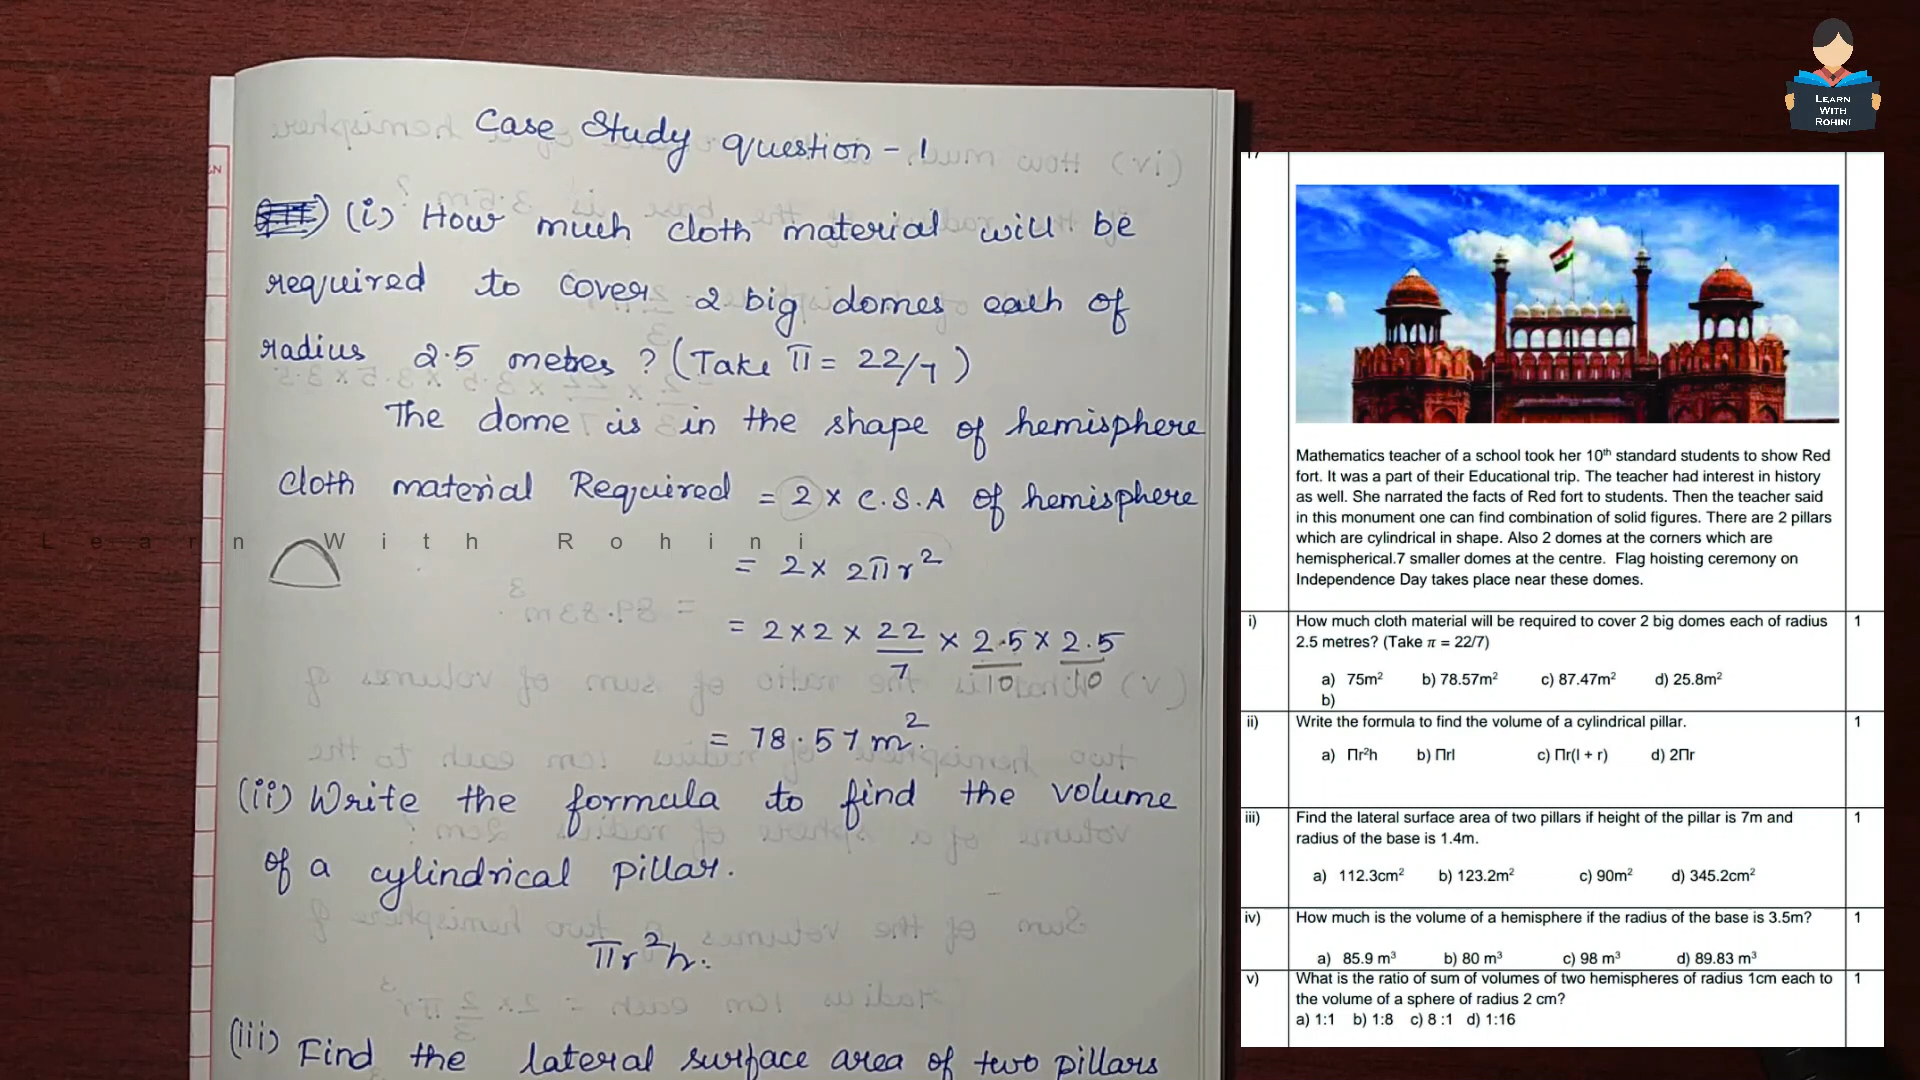 Case Study question - 1
(i) How much cloth material will be
required to cover 2 big domes each of
radius 2.5 metres ? (Take π = 22/7)
The dome is in the shape of hemisphere
Cloth material Required = 2 × C.S.A of hemisphere
Learn With Rohini
= 2 × 2πr²
= 2 × 2 × 22/7 × 2.5/10 × 2.5/10
= 78.57 m².
(ii) Write the formula to find the volume
of a cylindrical pillar.
πr²h.
(iii) Find the lateral surface area of two pillars
LEARN
WITH
ROHINI
Mathematics teacher of a school took her 10th standard students to show Red
fort. It was a part of their Educational trip. The teacher had interest in history
as well. She narrated the facts of Red fort to students. Then the teacher said
in this monument one can find combination of solid figures. There are 2 pillars
which are cylindrical in shape. Also 2 domes at the corners which are
hemispherical.7 smaller domes at the centre. Flag hoisting ceremony on
Independence Day takes place near these domes.
i) How much cloth material will be required to cover 2 big domes each of radius 1
2.5 metres? (Take π = 22/7)
a) 75m² b) 78.57m² c) 87.47m² d) 25.8m²
b)
ii) Write the formula to find the volume of a cylindrical pillar. 1
a) Πr²h b) Πrl c) Πr(l + r) d) 2Πr
iii) Find the lateral surface area of two pillars if height of the pillar is 7m and 1
radius of the base is 1.4m.
a) 112.3cm² b) 123.2m² c) 90m² d) 345.2cm²
iv) How much is the volume of a hemisphere if the radius of the base is 3.5m? 1
a) 85.9 m³ b) 80 m³ c) 98 m³ d) 89.83 m³
v) What is the ratio of sum of volumes of two hemispheres of radius 1cm each to 1
the volume of a sphere of radius 2 cm?
a) 1:1 b) 1:8 c) 8 :1 d) 1:16